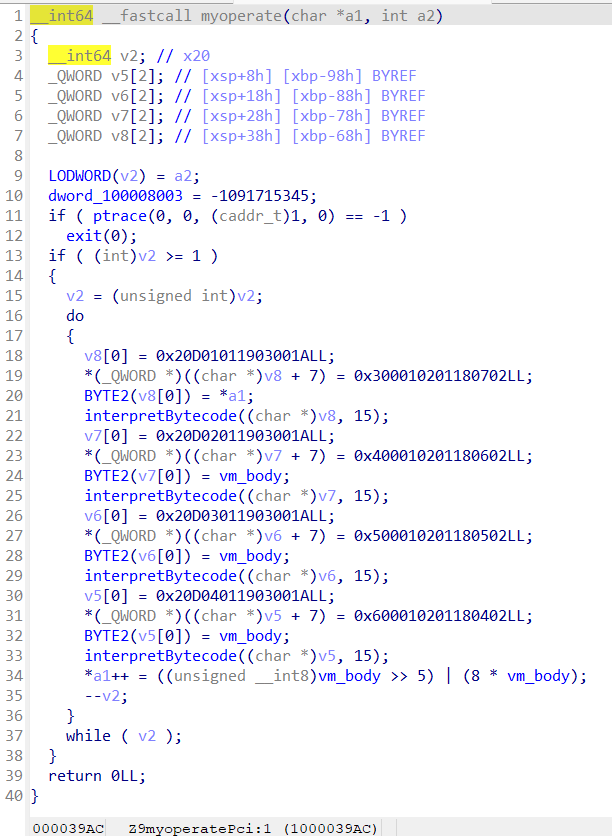 1 __int64 __fastcall myoperate(char *a1, int a2)
2 {
3   __int64 v2; // x20
4   _QWORD v5[2]; // [xsp+8h] [xbp-98h] BYREF
5   _QWORD v6[2]; // [xsp+18h] [xbp-88h] BYREF
6   _QWORD v7[2]; // [xsp+28h] [xbp-78h] BYREF
7   _QWORD v8[2]; // [xsp+38h] [xbp-68h] BYREF
8
9   LODWORD(v2) = a2;
10   dword_100008003 = -1091715345;
11   if ( ptrace(0, 0, (caddr_t)1, 0) == -1 )
12     exit(0);
13   if ( (int)v2 >= 1 )
14   {
15     v2 = (unsigned int)v2;
16     do
17     {
18       v8[0] = 0x20D01011903001ALL;
19       *(_QWORD *)((char *)v8 + 7) = 0x300010201180702LL;
20       BYTE2(v8[0]) = *a1;
21       interpretBytecode((char *)v8, 15);
22       v7[0] = 0x20D02011903001ALL;
23       *(_QWORD *)((char *)v7 + 7) = 0x400010201180602LL;
24       BYTE2(v7[0]) = vm_body;
25       interpretBytecode((char *)v7, 15);
26       v6[0] = 0x20D03011903001ALL;
27       *(_QWORD *)((char *)v6 + 7) = 0x500010201180502LL;
28       BYTE2(v6[0]) = vm_body;
29       interpretBytecode((char *)v6, 15);
30       v5[0] = 0x20D04011903001ALL;
31       *(_QWORD *)((char *)v5 + 7) = 0x600010201180402LL;
32       BYTE2(v5[0]) = vm_body;
33       interpretBytecode((char *)v5, 15);
34       *a1++ = ((unsigned __int8)vm_body >> 5) | (8 * vm_body);
35       --v2;
36     }
37     while ( v2 );
38   }
39   return 0LL;
40 }
000039AC Z9myoperatePci:1 (1000039AC)